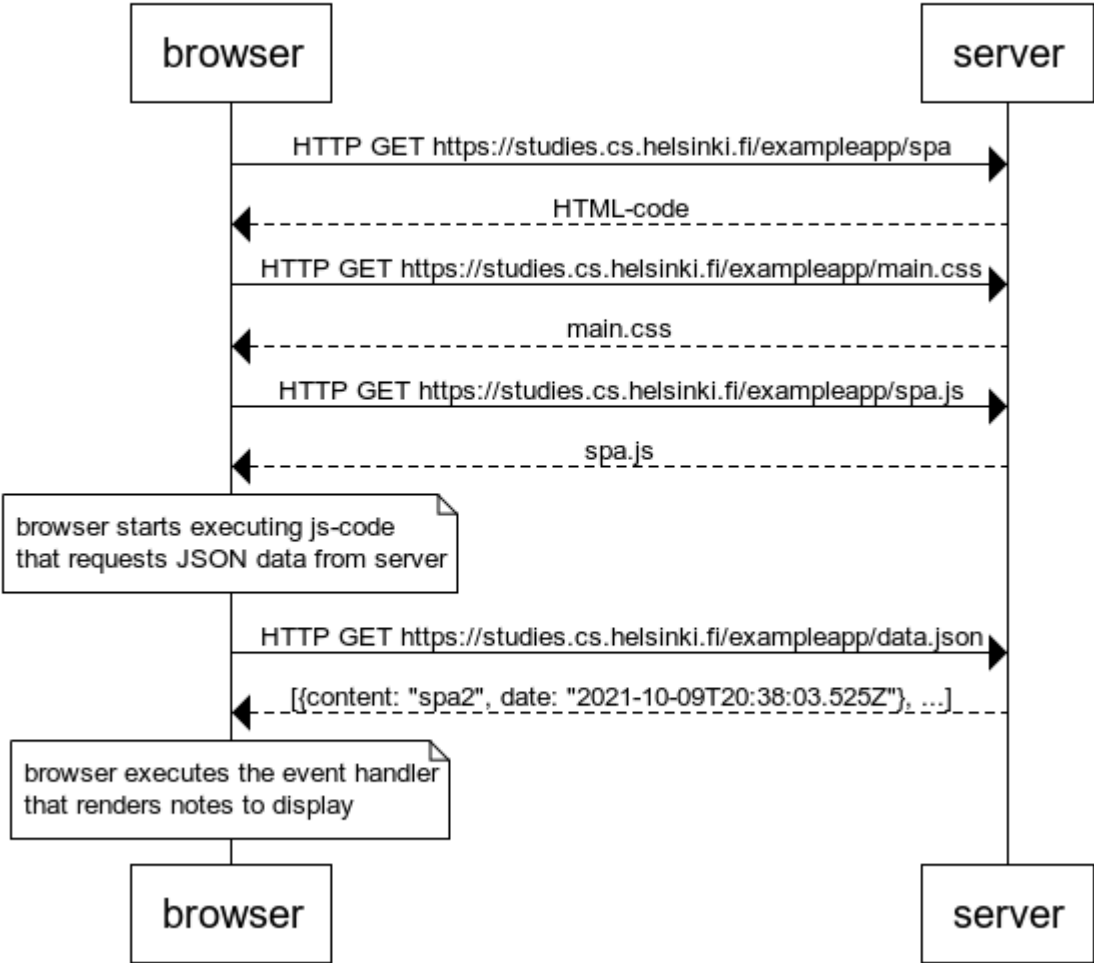 browser server
HTTP GET https://studies.cs.helsinki.fi/exampleapp/spa
HTML-code
HTTP GET https://studies.cs.helsinki.fi/exampleapp/main.css
main.css
HTTP GET https://studies.cs.helsinki.fi/exampleapp/spa.js
spa.js
browser starts executing js-code
that requests JSON data from server
HTTP GET https://studies.cs.helsinki.fi/exampleapp/data.json
[{content: "spa2", date: "2021-10-09T20:38:03.525Z"}, ...]
browser executes the event handler
that renders notes to display
browser server